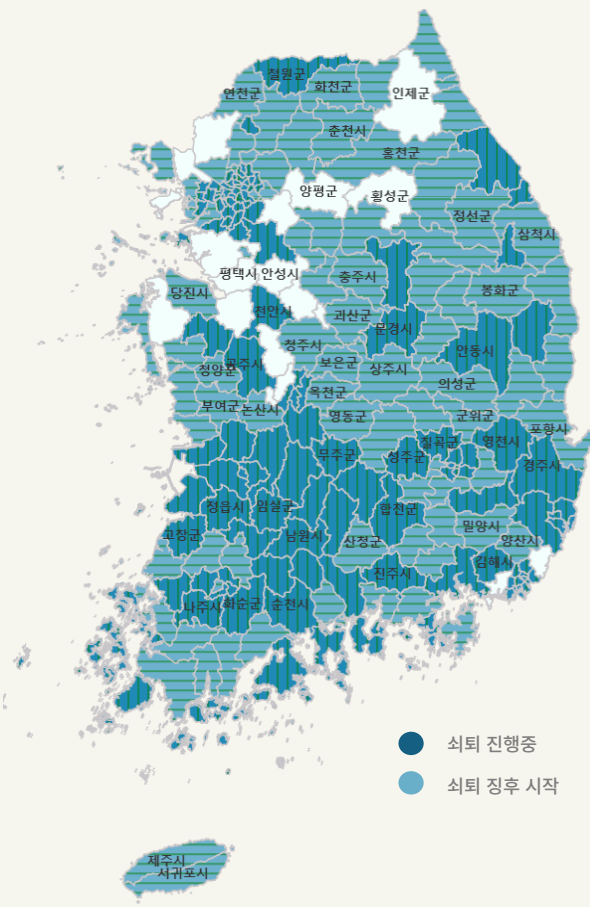 철원군
화천군
연천군
인제군
춘천시
홍천군
양평군
횡성군
정선군
삼척시
평택시
안성시
충주시
당진시
봉화군
천안시
괴산군
문경시
청주시
안동시
공주시
보은군
청양군
상주시
의성군
옥천군
부여군
논산시
영동군
군위군
포항시
칠곡군
영천시
무주군
성주군
경주시
정읍시
임실군
합천군
밀양시
고창군
남원시
산청군
양산시
김해시
진주시
나주시
화순군
순천시
쇠퇴 진행중
쇠퇴 징후 시작
제주시
서귀포시